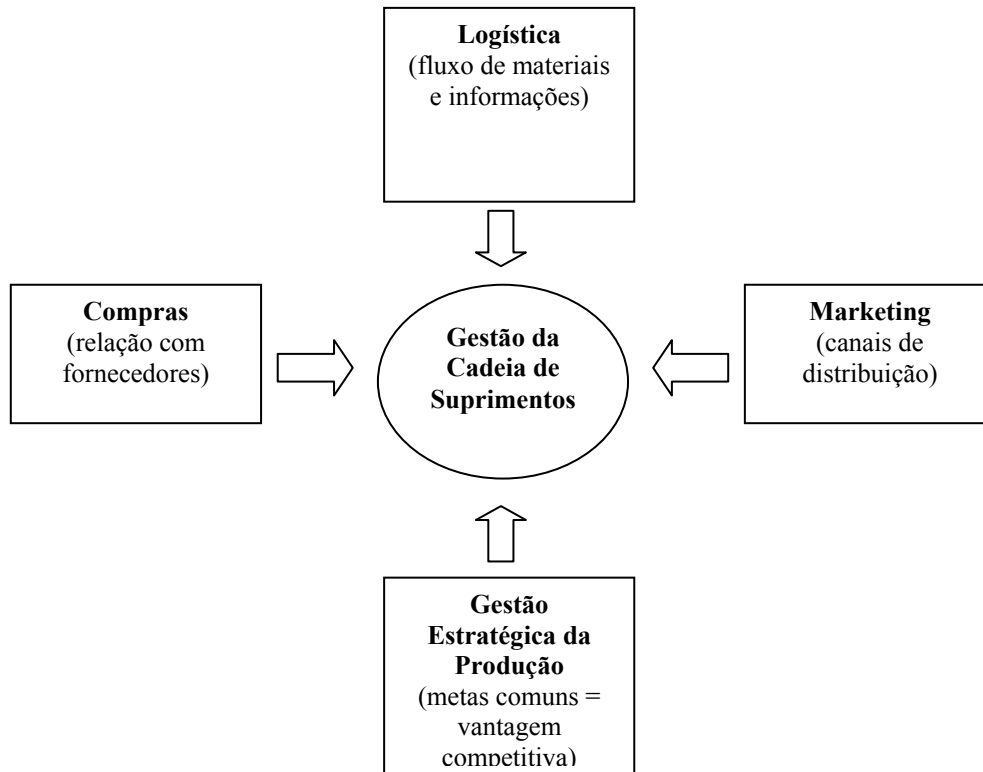 Logística
(fluxo de materiais
e informações)
Compras
(relação com
fornecedores)
Gestão da
Cadeia de
Suprimentos
Marketing
(canais de
distribuição)
Gestão
Estratégica da
Produção
(metas comuns =
vantagem
competitiva)